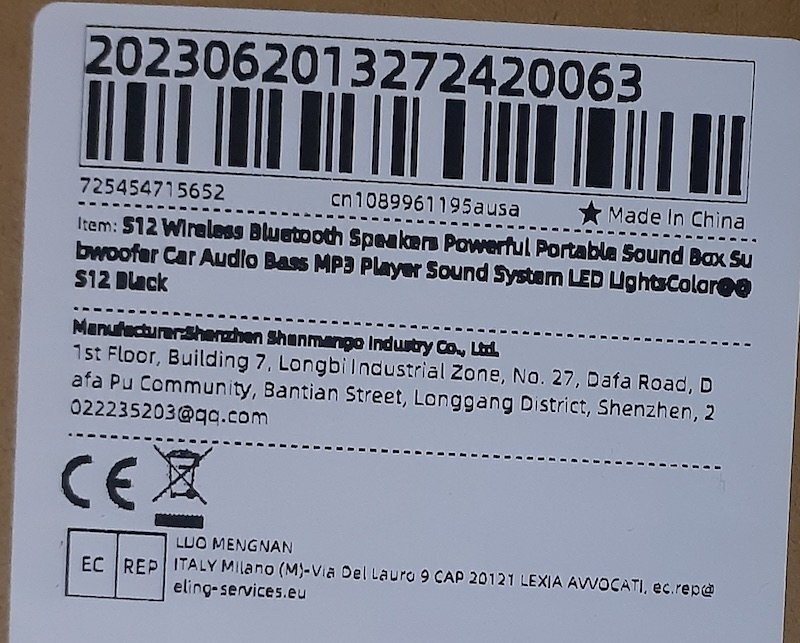 2023062013272420063
725454715652 cn1089961195ausa ★ Made In China
Item: S12 Wireless Bluetooth Speakers Powerful Portable Sound Box Su
bwoofer Car Audio Bass MP3 Player Sound System LED LightsColor@@
S12 Black
Manufacturer:Shenzhen Shanmango Industry Co., Ltd.
1st Floor, Building 7, Longbi Industrial Zone, No. 27, Dafa Road, D
afa Pu Community, Bantian Street, Longgang District, Shenzhen, 2
022235203@qq.com
CE
EC REP
LUO MENGNAN
ITALY Milano (M)-Via Del Lauro 9 CAP 20121 LEXIA AVVOCATI, ec.rep@
eling-services.eu